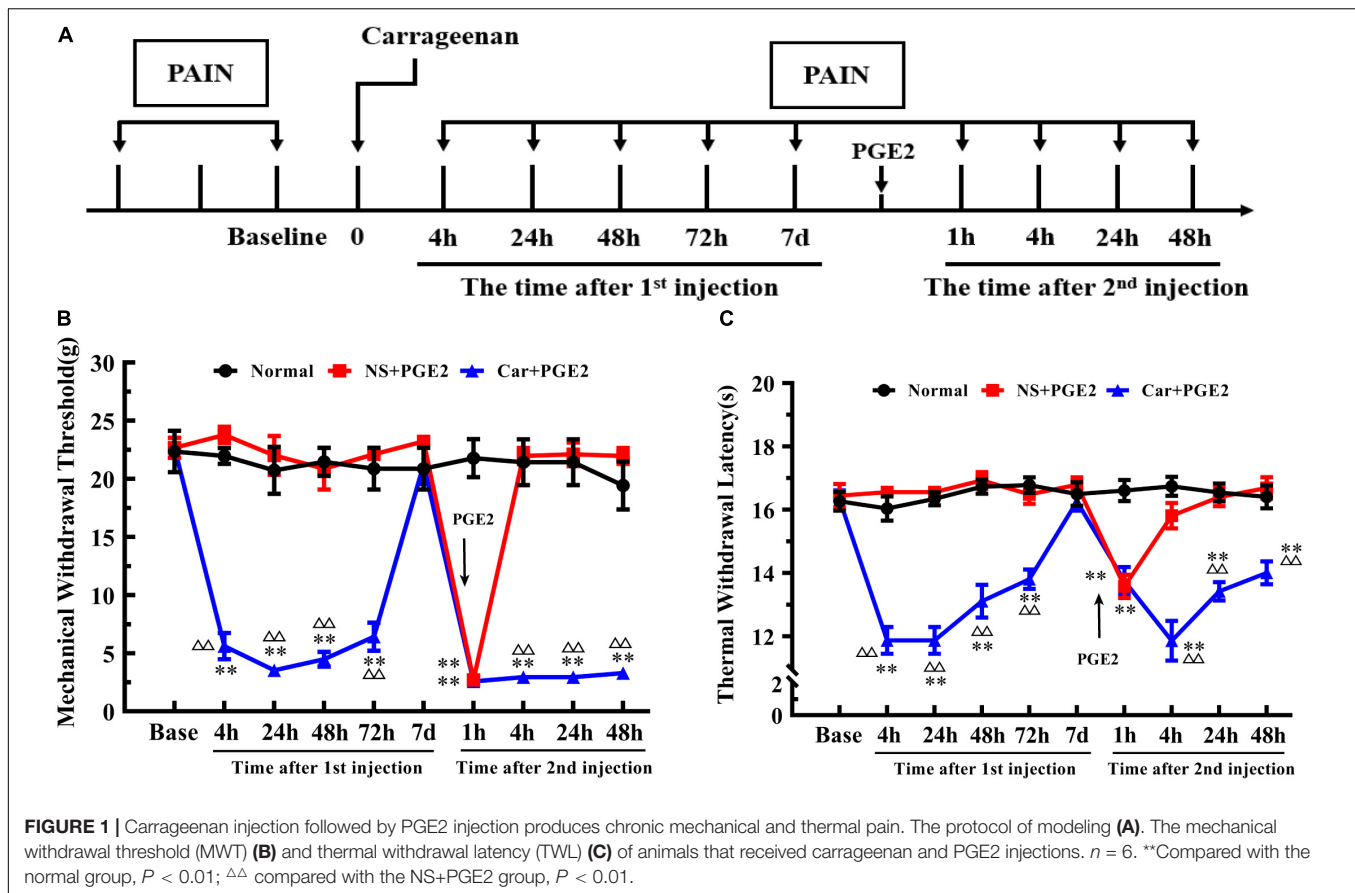 A
Carrageenan
PAIN
PAIN
PGE2
Baseline 0 4h 24h 48h 72h 7d 1h 4h 24h 48h
The time after 1st injection
The time after 2nd injection
B
Mechanical Withdrawal Threshold(g)
Normal NS+PGE2 Car+PGE2
30
25
20
15
10
5
0
PGE2
△△ **
△△ **
△△ **
** △△
** **
△△ **
△△ **
△△ **
Base 4h 24h 48h 72h 7d 1h 4h 24h 48h
Time after 1st injection
Time after 2nd injection
C
Thermal Withdrawal Latency(s)
Normal NS+PGE2 Car+PGE2
20
18
16
14
12
2
0
△△ **
△△ **
△△ **
** △△
**
**
PGE2
** △△
** △△
** △△
Base 4h 24h 48h 72h 7d 1h 4h 24h 48h
Time after 1st injection
Time after 2nd injection
FIGURE 1 | Carrageenan injection followed by PGE2 injection produces chronic mechanical and thermal pain. The protocol of modeling (A). The mechanical
withdrawal threshold (MWT) (B) and thermal withdrawal latency (TWL) (C) of animals that received carrageenan and PGE2 injections. n = 6. **Compared with the
normal group, P < 0.01; △△ compared with the NS+PGE2 group, P < 0.01.